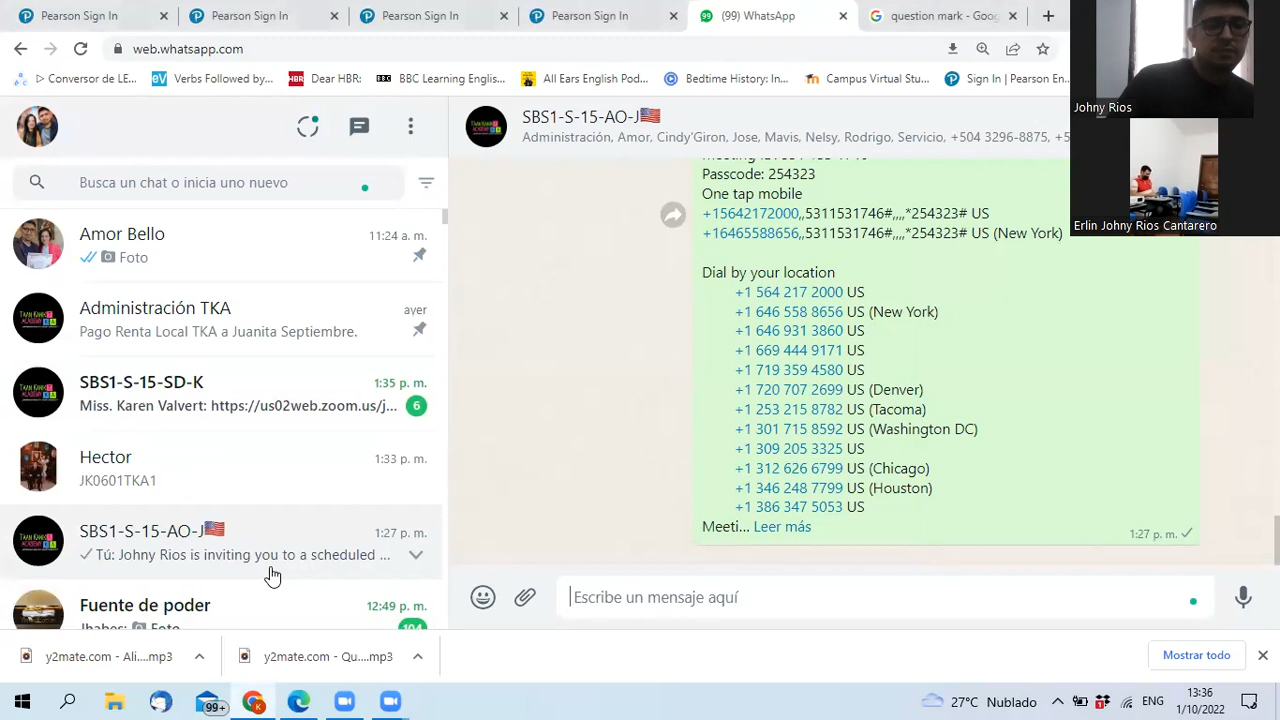 Pearson Sign In
Pearson Sign In
Pearson Sign In
Pearson Sign In
(99) WhatsApp
question mark - Goo
web.whatsapp.com
▷ Conversor de LE...
Verbs Followed by...
HBR Dear HBR:
BBC BBC Learning Englis...
All Ears English Pod...
Bedtime History: In...
Campus Virtual Stu...
Sign In | Pearson En...
Johny Rios
Erlin Johny Rios Cantarero
Busca un chat o inicia uno nuevo
Amor Bello
11:24 a. m.
Foto
Administración TKA
ayer
Pago Renta Local TKA a Juanita Septiembre.
SBS1-S-15-SD-K
1:35 p. m.
Miss. Karen Valvert: https://us02web.zoom.us/j...
6
Hector
1:33 p. m.
JK0601TKA1
SBS1-S-15-AO-J🇺🇸
1:27 p. m.
Tú: Johny Rios is inviting you to a scheduled ...
Fuente de poder
12:49 p. m.
Jhabes: Foto
104
SBS1-S-15-AO-J🇺🇸
Administración, Amor, Cindy'Giron, Jose, Mavis, Nelsy, Rodrigo, Servicio, +504 3296-8875, +5
Passcode: 254323
One tap mobile
+15642172000,,5311531746#,,,,*254323# US
+16465588656,,5311531746#,,,,*254323# US (New York)
Dial by your location
+1 564 217 2000 US
+1 646 558 8656 US (New York)
+1 646 931 3860 US
+1 669 444 9171 US
+1 719 359 4580 US
+1 720 707 2699 US (Denver)
+1 253 215 8782 US (Tacoma)
+1 301 715 8592 US (Washington DC)
+1 309 205 3325 US
+1 312 626 6799 US (Chicago)
+1 346 248 7799 US (Houston)
+1 386 347 5053 US
Meeti... Leer más
1:27 p. m.
Escribe un mensaje aquí
y2mate.com - Ali....mp3
y2mate.com - Qu....mp3
Mostrar todo
99+
27°C Nublado
ENG
13:36
1/10/2022